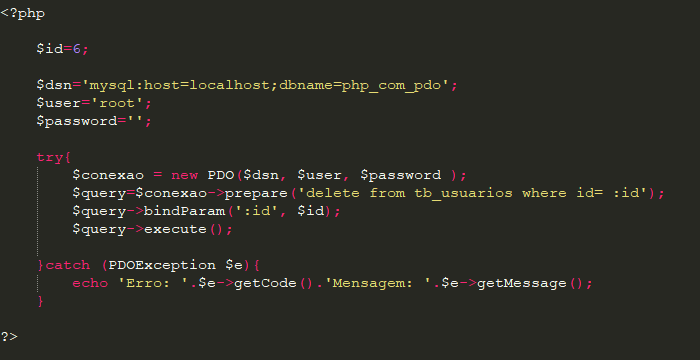 <?php
$id=6;
$dsn='mysql:host=localhost;dbname=php_com_pdo';
$user='root';
$password='';
try{
$conexao = new PDO($dsn, $user, $password );
$query=$conexao->prepare('delete from tb_usuarios where id= :id');
$query->bindParam(':id', $id);
$query->execute();
}catch (PDOException $e){
echo 'Erro: '.$e->getCode().'Mensagem: '.$e->getMessage();
}
?>